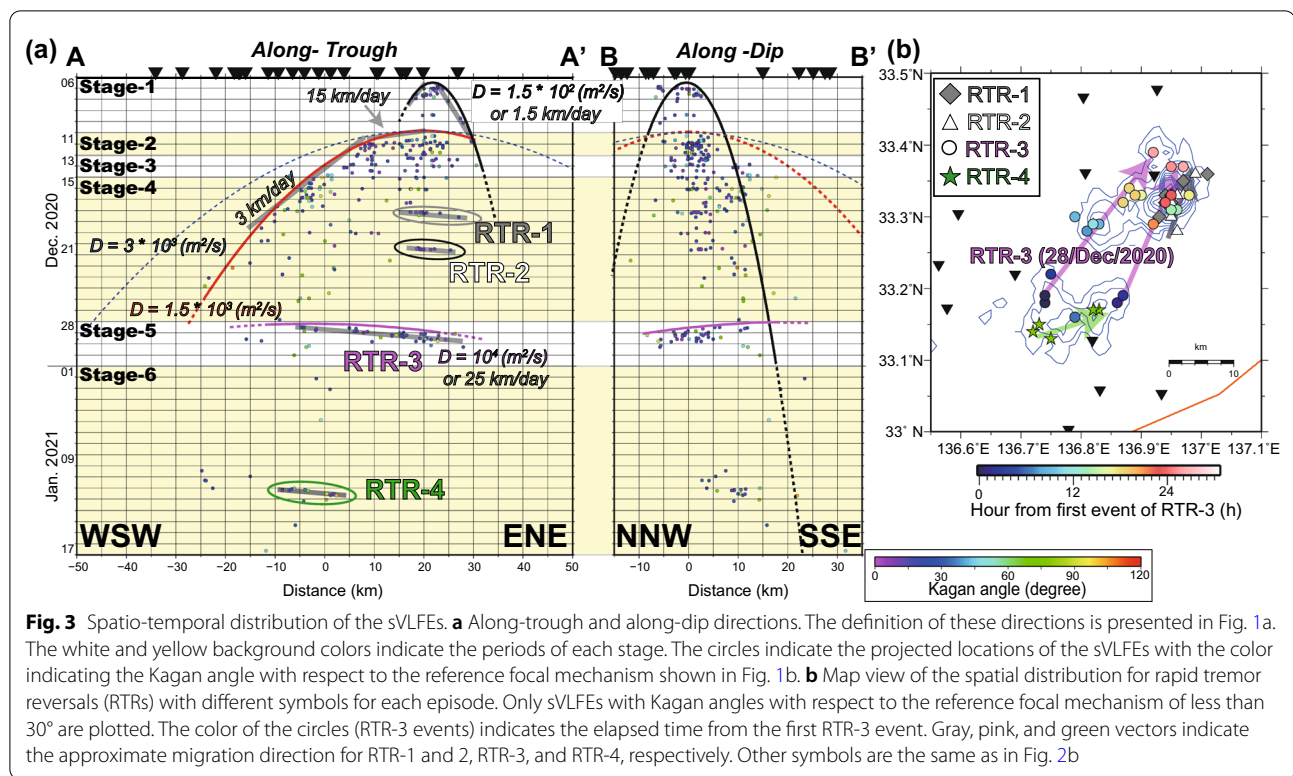 (a)
A Along- Trough A’
B Along -Dip B’
(b)
06
11
13
15
21
28
01
09
17
Dec. 2020
Jan. 2021
Stage-1
Stage-2
Stage-3
Stage-4
Stage-5
Stage-6
15 km/day
D = 1.5 * 10² (m²/s)
or 1.5 km/day
3 km/day
D = 3 * 10³ (m²/s)
D = 1.5 * 10³ (m²/s)
RTR-1
RTR-2
RTR-3
D = 10⁴ (m²/s)
or 25 km/day
RTR-4
WSW ENE
NNW SSE
−50 −40 −30 −20 −10 0 10 20 30 40 50
Distance (km)
−10 0 10 20 30
Distance (km)
33.5˚
33.4˚
33.3˚
33.2˚
33.1˚
33˚ N
RTR-1
RTR-2
RTR-3
RTR-4
RTR-3 (28/Dec/2020)
km
0 10
136.6˚E 136.7˚E 136.8˚E 136.9˚E 137˚E 137.1˚E
0 12 24
Hour from first event of RTR-3 (h)
0 30 60 90 120
Kagan angle (degree)
Fig. 3 Spatio-temporal distribution of the sVLFEs. a Along-trough and along-dip directions. The definition of these directions is presented in Fig. 1a.
The white and yellow background colors indicate the periods of each stage. The circles indicate the projected locations of the sVLFEs with the color
indicating the Kagan angle with respect to the reference focal mechanism shown in Fig. 1b. b Map view of the spatial distribution for rapid tremor
reversals (RTRs) with different symbols for each episode. Only sVLFEs with Kagan angles with respect to the reference focal mechanism of less than
30° are plotted. The color of the circles (RTR-3 events) indicates the elapsed time from the first RTR-3 event. Gray, pink, and green vectors indicate
the approximate migration direction for RTR-1 and 2, RTR-3, and RTR-4, respectively. Other symbols are the same as in Fig. 2b